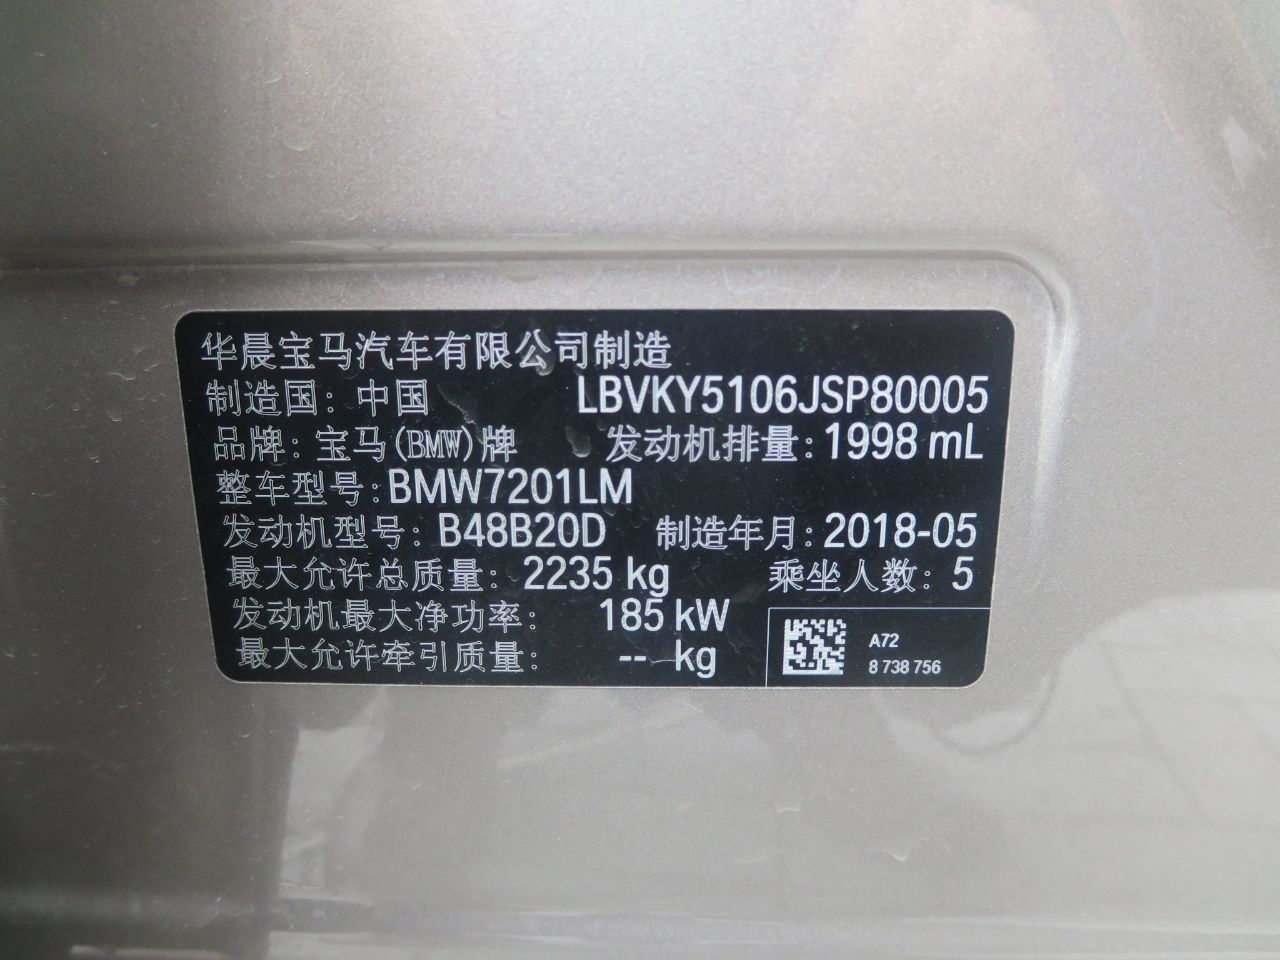 华晨宝马汽车有限公司制造
制造国: 中国 LBVKY5106JSP80005
品牌: 宝马(BMW)牌 发动机排量: 1998 mL
整车型号: BMW7201LM
发动机型号: B48B20D 制造年月: 2018-05
最大允许总质量: 2235 kg 乘坐人数: 5
发动机最大净功率: 185 kW
最大允许牵引质量: -- kg
A72
8 738 756